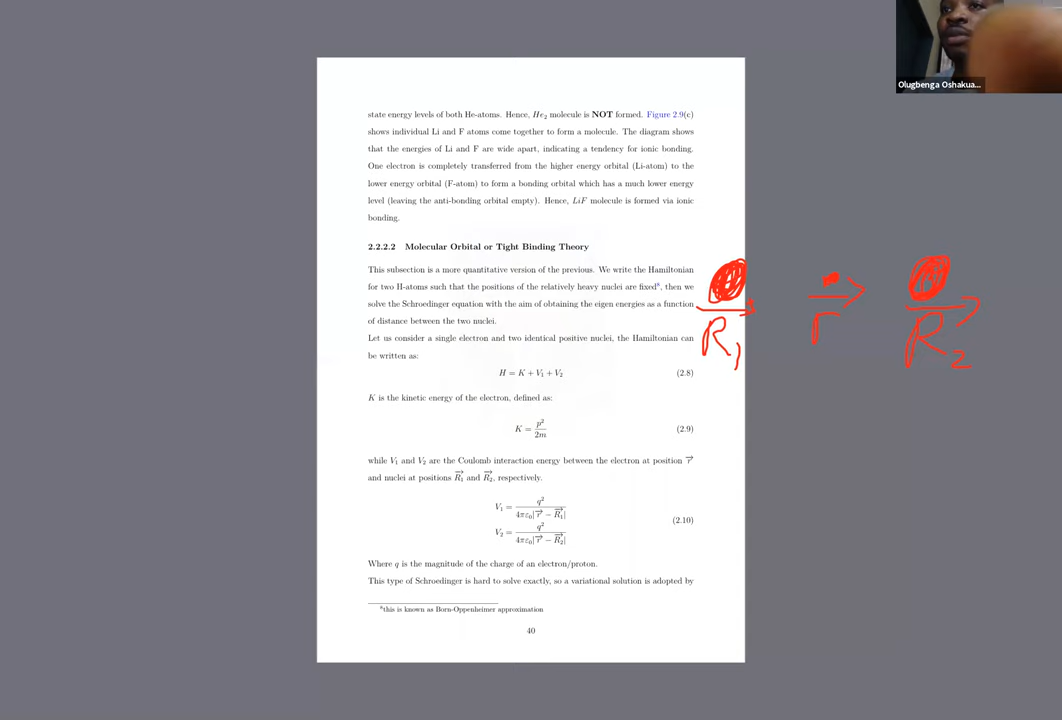 Olugbenga Oshakua...
state energy levels of both He-atoms. Hence, He₂ molecule is NOT formed. Figure 2.9(c)
shows individual Li and F atoms come together to form a molecule. The diagram shows
that the energies of Li and F are wide apart, indicating a tendency for ionic bonding.
One electron is completely transferred from the higher energy orbital (Li-atom) to the
lower energy orbital (F-atom) to form a bonding orbital which has a much lower energy
level (leaving the anti-bonding orbital empty). Hence, LiF molecule is formed via ionic
bonding.
2.2.2.2 Molecular Orbital or Tight Binding Theory
This subsection is a more quantitative version of the previous. We write the Hamiltonian
for two H-atoms such that the positions of the relatively heavy nuclei are fixed⁸, then we
solve the Schroedinger equation with the aim of obtaining the eigen energies as a function
of distance between the two nuclei.
Let us consider a single electron and two identical positive nuclei, the Hamiltonian can
be written as:
H = K + V₁ + V₂ (2.8)
K is the kinetic energy of the electron, defined as:
K = p²/2m (2.9)
while V₁ and V₂ are the Coulomb interaction energy between the electron at position r⃗
and nuclei at positions R⃗₁ and R⃗₂, respectively.
V₁ = q²/4πε₀|r⃗ − R⃗₁|
V₂ = q²/4πε₀|r⃗ − R⃗₂| (2.10)
Where q is the magnitude of the charge of an electron/proton.
This type of Schroedinger is hard to solve exactly, so a variational solution is adopted by
⁸this is known as Born-Oppenheimer approximation
40
R₁ r R₂